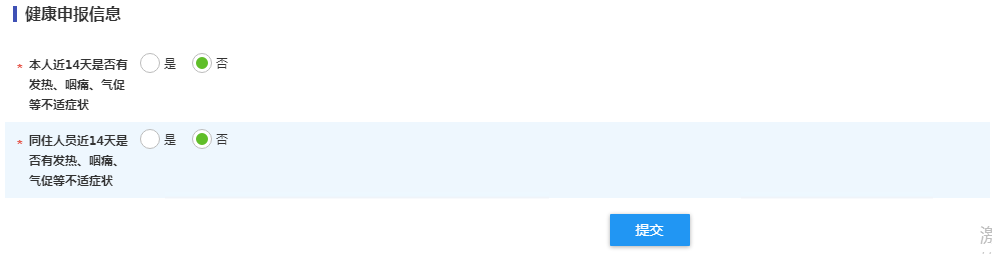 健康申报信息
* 本人近14天是否有 是 否
发热、咽痛、气促
等不适症状
* 同住人员近14天是 是 否
否有发热、咽痛、
气促等不适症状
提交
激